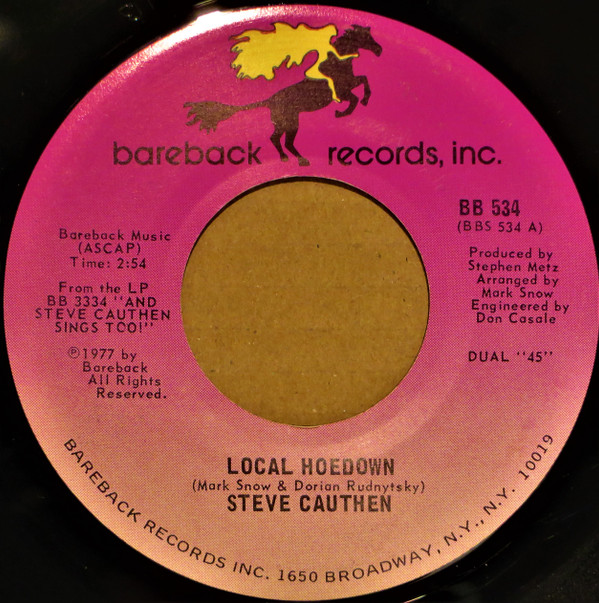 bareback records, inc.
BB 534
(BBS 534 A)
Bareback Music
(ASCAP)
Time: 2:54
From the LP
BB 3334 "AND
STEVE CAUTHEN
SINGS TOO!"
Ⓟ1977 by
Bareback
All Rights
Reserved.
Produced by
Stephen Metz
Arranged by
Mark Snow
Engineered by
Don Casale
DUAL "45"
LOCAL HOEDOWN
(Mark Snow & Dorian Rudnytsky)
STEVE CAUTHEN
BAREBACK RECORDS INC. 1650 BROADWAY, N.Y., N.Y. 10019